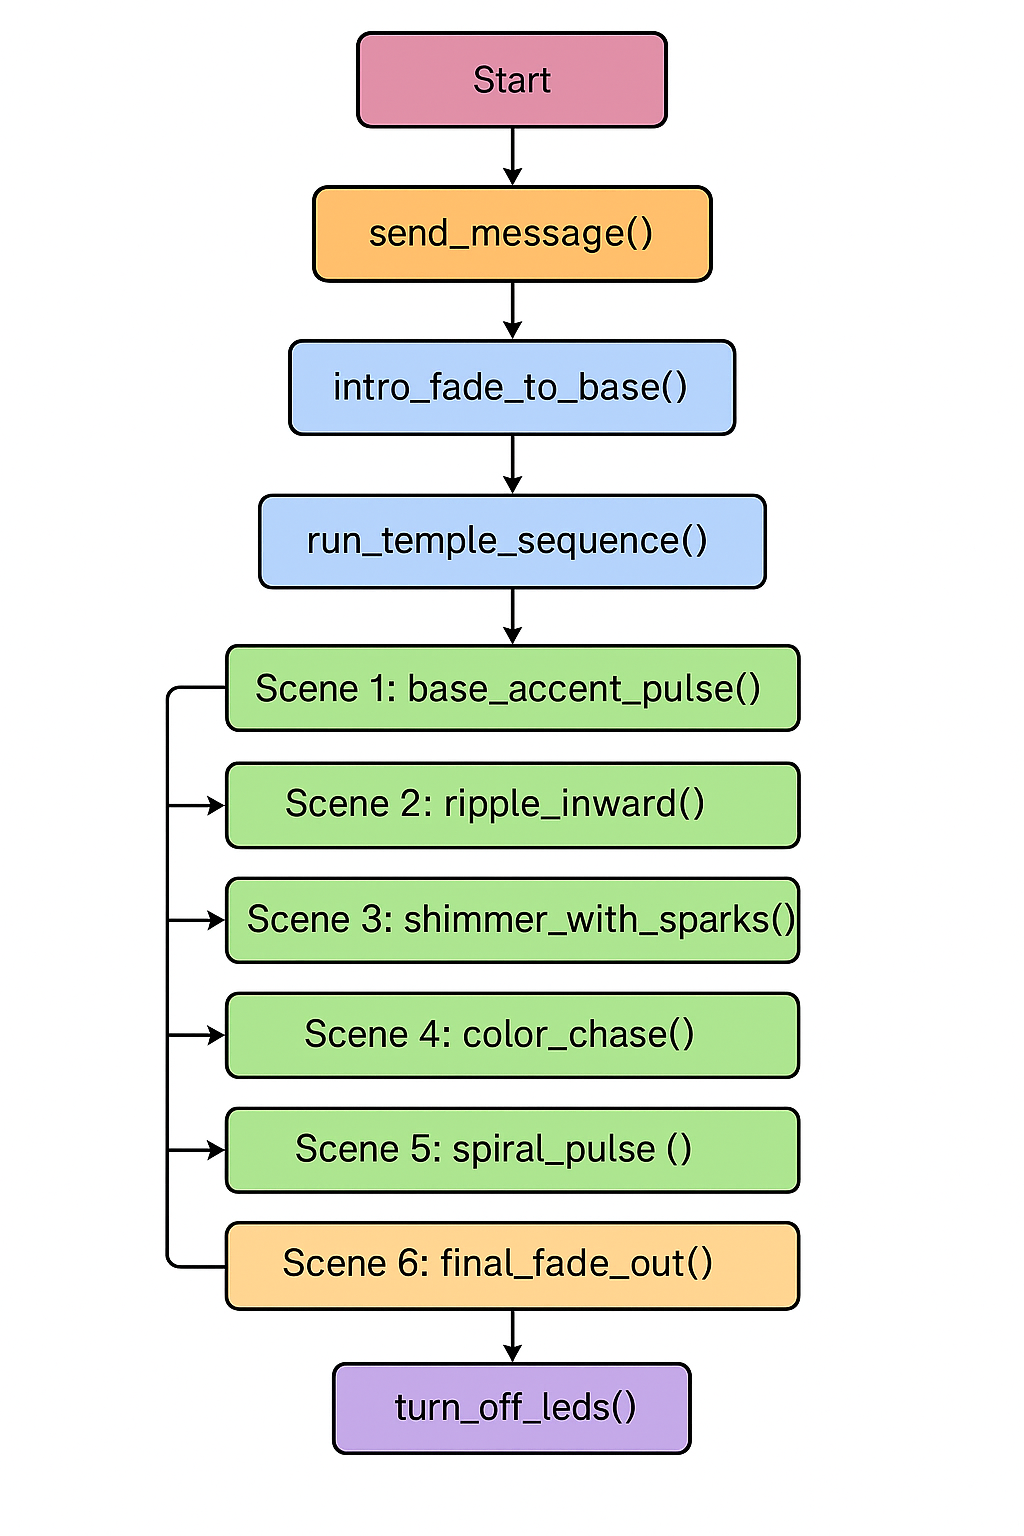 Start
send_message()
intro_fade_to_base()
run_temple_sequence()
Scene 1: base_accent_pulse()
Scene 2: ripple_inward()
Scene 3: shimmer_with_sparks()
Scene 4: color_chase()
Scene 5: spiral_pulse ()
Scene 6: final_fade_out()
turn_off_leds()